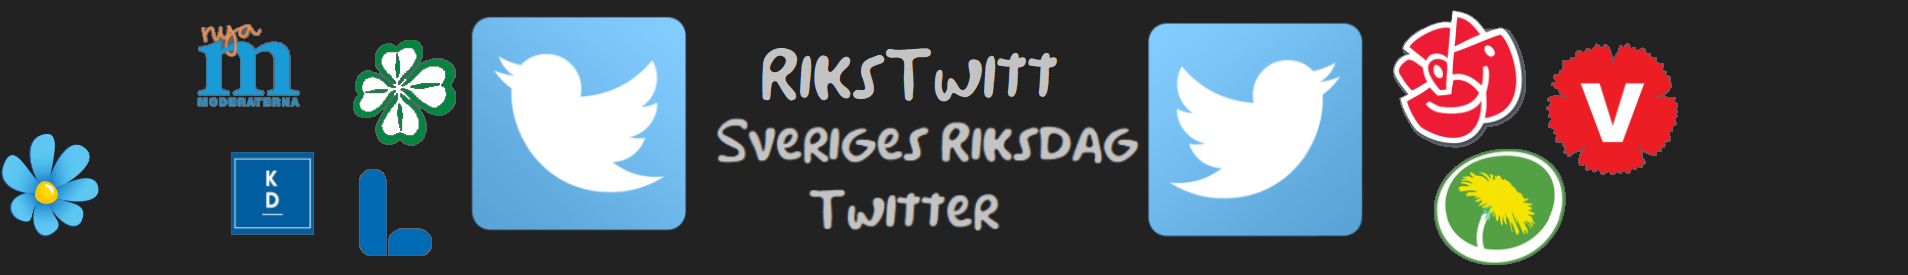 nya
m
MODERATERNA
K
D
L
RIKSTWITT
SVERIGES RIKSDAG
TWITTER
S
V